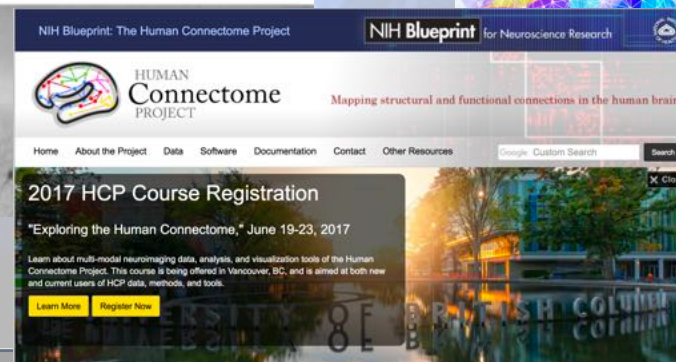 NIH Blueprint: The Human Connectome Project
NIH Blueprint for Neuroscience Research
HUMAN
Connectome
PROJECT
Mapping structural and functional connections in the human brain
Home About the Project Data Software Documentation Contact Other Resources
Google Custom Search
Search
2017 HCP Course Registration
"Exploring the Human Connectome," June 19-23, 2017
Learn about multi-modal neuroimaging data, analysis, and visualization tools of the Human
Connectome Project. This course is being offered in Vancouver, BC, and is aimed at both new
and current users of HCP data, methods, and tools.
Learn More Register Now